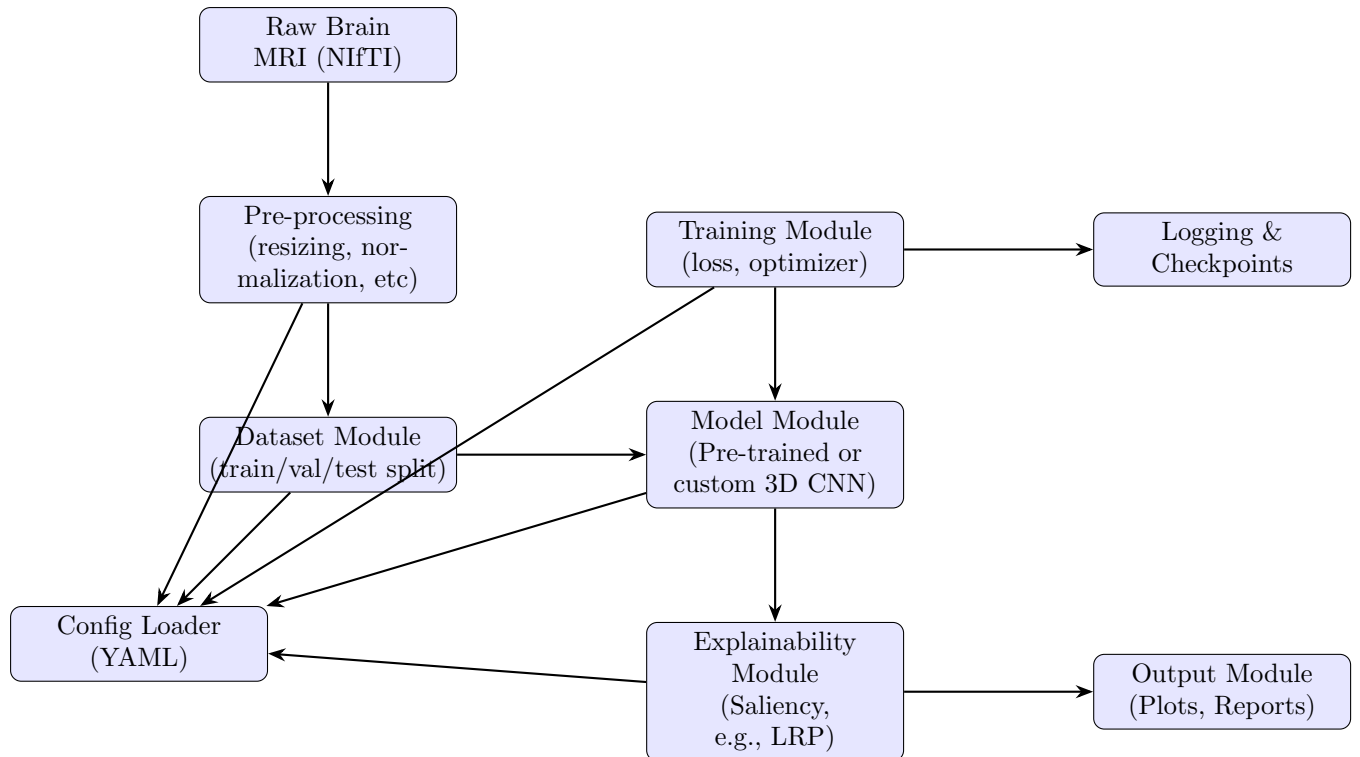 Raw Brain
MRI (NIfTI)
Pre-processing
(resizing, nor-
malization, etc)
Training Module
(loss, optimizer)
Logging &
Checkpoints
Dataset Module
(train/val/test split)
Model Module
(Pre-trained or
custom 3D CNN)
Config Loader
(YAML)
Explainability
Module
(Saliency,
e.g., LRP)
Output Module
(Plots, Reports)